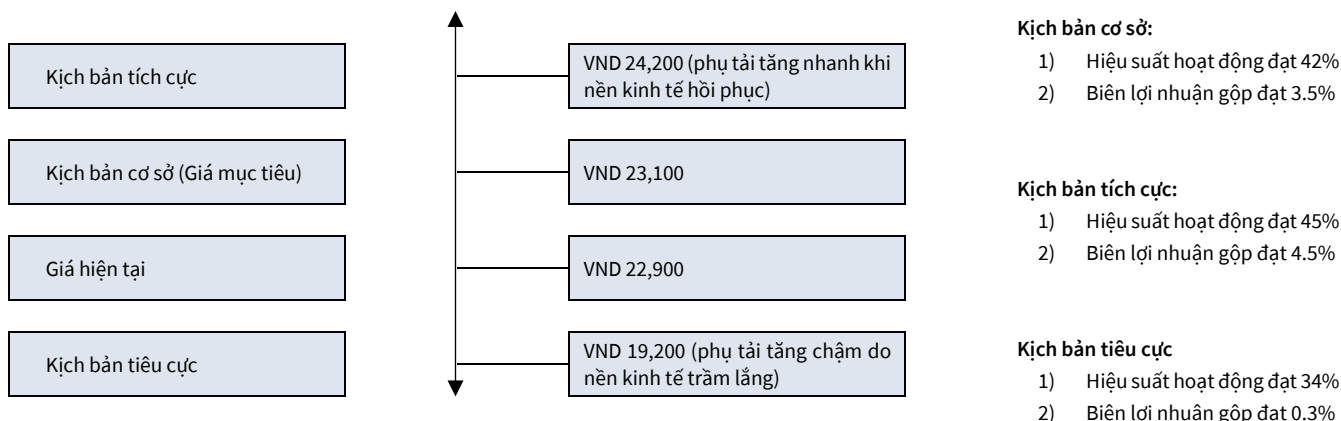 Kịch bản tích cực
VND 24,200 (phụ tải tăng nhanh khi
nền kinh tế hồi phục)
Kịch bản cơ sở (Giá mục tiêu)
VND 23,100
Giá hiện tại
VND 22,900
Kịch bản tiêu cực
VND 19,200 (phụ tải tăng chậm do
nền kinh tế trầm lắng)
Kịch bản cơ sở:
1) Hiệu suất hoạt động đạt 42%
2) Biên lợi nhuận gộp đạt 3.5%
Kịch bản tích cực:
1) Hiệu suất hoạt động đạt 45%
2) Biên lợi nhuận gộp đạt 4.5%
Kịch bản tiêu cực
1) Hiệu suất hoạt động đạt 34%
2) Biên lợi nhuận gộp đạt 0.3%